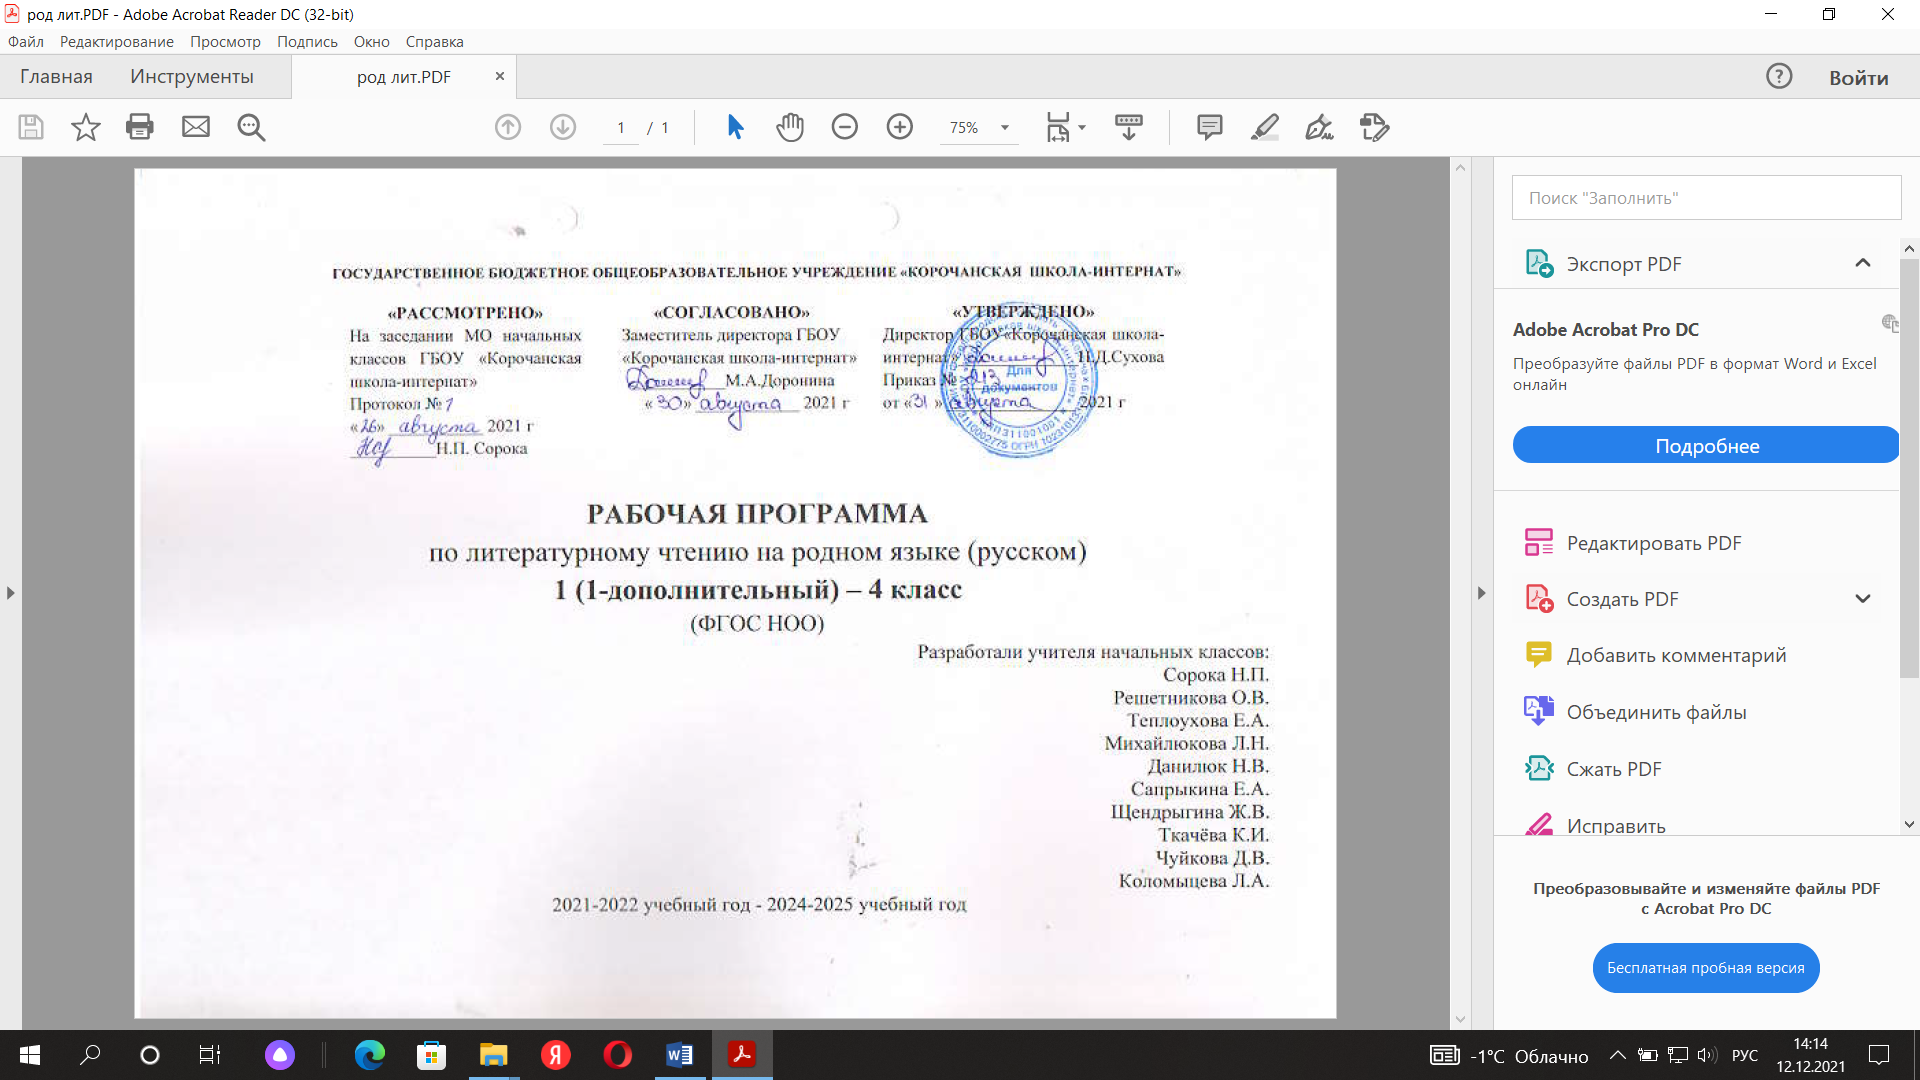 род лит.PDF - Adobe Acrobat Reader DC (32-bit)
Файл Редактирование Просмотр Подпись Окно Справка
Главная Инструменты род лит.PDF Войти
1 / 1 75%
ГОСУДАРСТВЕННОЕ БЮДЖЕТНОЕ ОБЩЕОБРАЗОВАТЕЛЬНОЕ УЧРЕЖДЕНИЕ «КОРОЧАНСКАЯ ШКОЛА-ИНТЕРНАТ»
«РАССМОТРЕНО»
На заседании МО начальных
классов ГБОУ «Корочанская
школа-интернат»
Протокол № 1
«26» августа 2021 г
Н.П. Сорока
«СОГЛАСОВАНО»
Заместитель директора ГБОУ
«Корочанская школа-интернат»
М.А.Доронина
«30» августа 2021 г
«УТВЕРЖДЕНО»
Директор ГБОУ«Корочанская школа-
интернат» Н.Д.Сухова
Приказ № 213
от «31» августа 2021 г
Для
документов
РАБОЧАЯ ПРОГРАММА
по литературному чтению на родном языке (русском)
1 (1-дополнительный) – 4 класс
(ФГОС НОО)
Разработали учителя начальных классов:
Сорока Н.П.
Решетникова О.В.
Теплоухова Е.А.
Михайлюкова Л.Н.
Данилюк Н.В.
Сапрыкина Е.А.
Щендрыгина Ж.В.
Ткачёва К.И.
Чуйкова Д.В.
Коломыцева Л.А.
2021-2022 учебный год - 2024-2025 учебный год
Поиск "Заполнить"
Экспорт PDF
Adobe Acrobat Pro DC
Преобразуйте файлы PDF в формат Word и Excel
онлайн
Подробнее
Редактировать PDF
Создать PDF
Добавить комментарий
Объединить файлы
Сжать PDF
Исправить
Преобразовывайте и изменяйте файлы PDF
с Acrobat Pro DC
Бесплатная пробная версия
-1°C Облачно РУС 14:14
12.12.2021